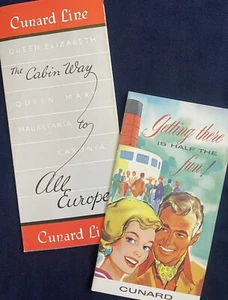 Cunard Line
QUEEN ELIZABETH
The Cabin Way
QUEEN MARY
MAURETANIA
to
CARONIA
All
Europe
Cunard Line
Getting there
IS HALF THE
fun!
CUNARD